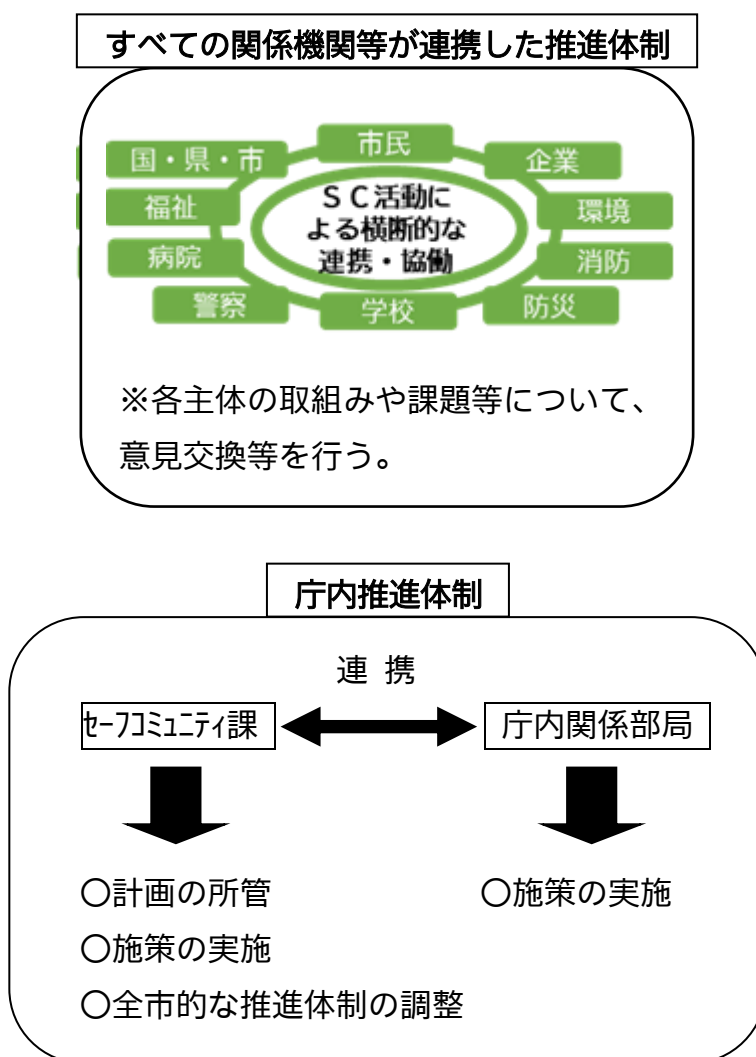 すべての関係機関等が連携した推進体制
市民
国・県・市
企業
福祉
ＳＣ活動に
よる横断的な
連携・協働
環境
病院
消防
警察
学校
防災
※各主体の取組みや課題等について、
意見交換等を行う。
庁内推進体制
連 携
ｾｰﾌｺﾐｭﾆﾃｨ課
庁内関係部局
〇計画の所管
〇施策の実施
〇施策の実施
〇全市的な推進体制の調整